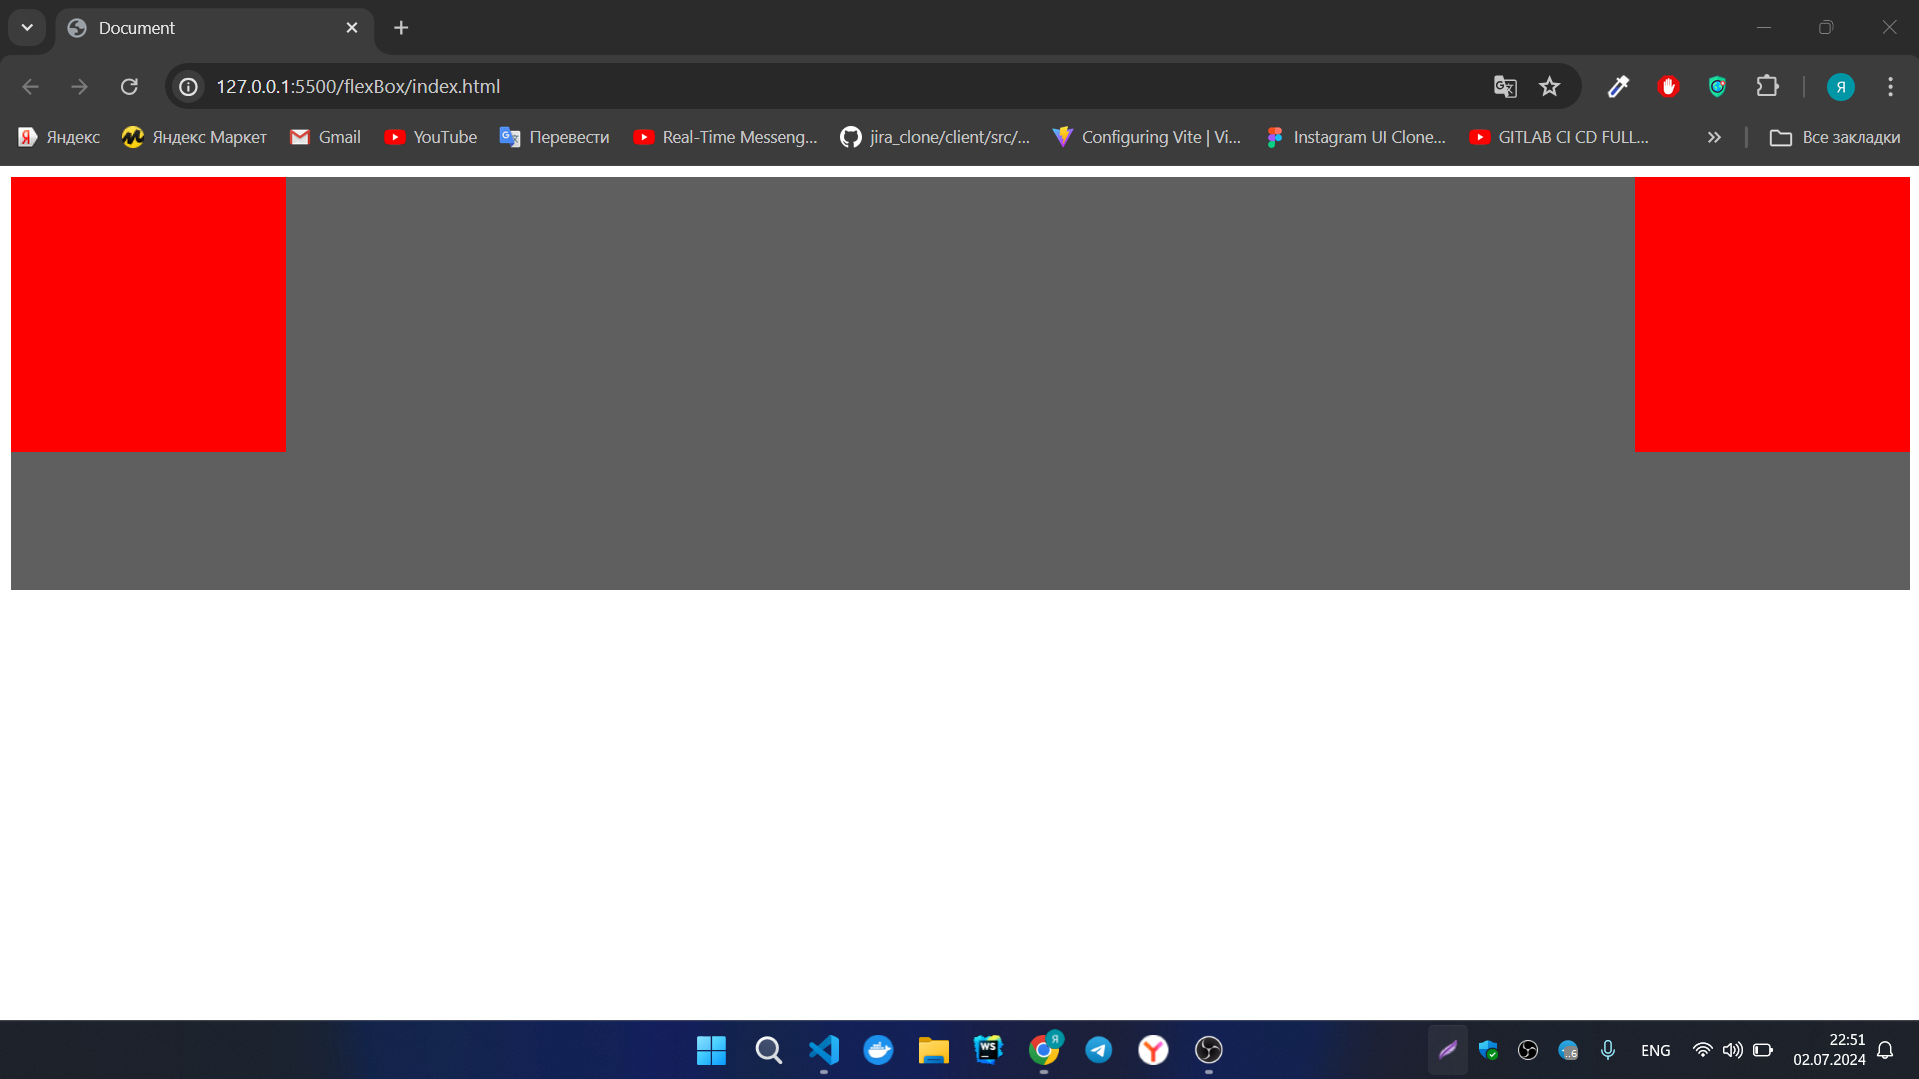 Document
127.0.0.1:5500/flexBox/index.html
Я
Яндекс
Яндекс Маркет
Gmail
YouTube
Перевести
Real-Time Messeng...
jira_clone/client/src/...
Configuring Vite | Vi...
Instagram UI Clone...
GITLAB CI CD FULL...
Все закладки
WS
Я
ENG
22:51
02.07.2024